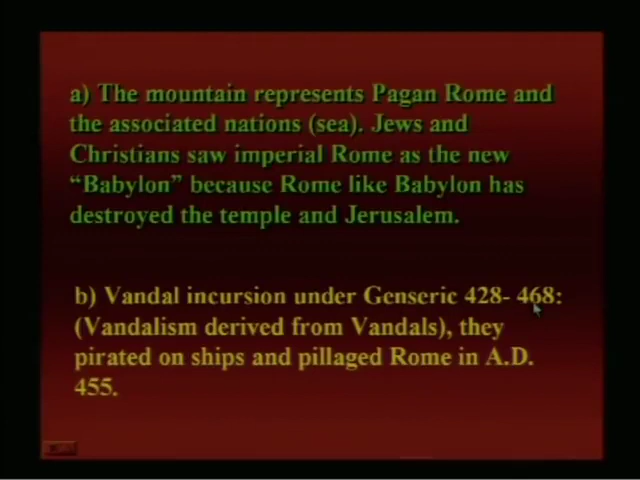 a) The mountain represents Pagan Rome and
the associated nations (sea). Jews and
Christians saw imperial Rome as the new
“Babylon” because Rome like Babylon has
destroyed the temple and Jerusalem.
b) Vandal incursion under Genseric 428- 468:
(Vandalism derived from Vandals), they
pirated on ships and pillaged Rome in A.D.
455.